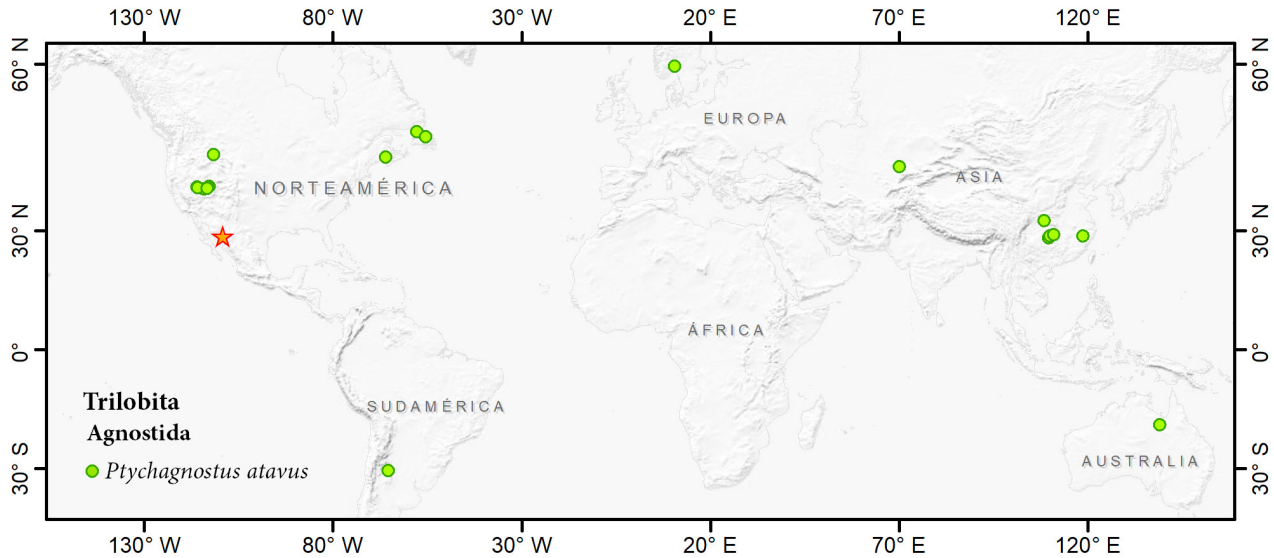 130° W 80° W 30° W 20° E 70° E 120° E
60° N
60° N
EUROPA
ASIA
NORTEAMÉRICA
30° N
30° N
ÁFRICA
0°
0°
SUDAMÉRICA
Trilobita
Agnostida
Ptychagnostus atavus
AUSTRALIA
30° S
30° S
130° W 80° W 30° W 20° E 70° E 120° E